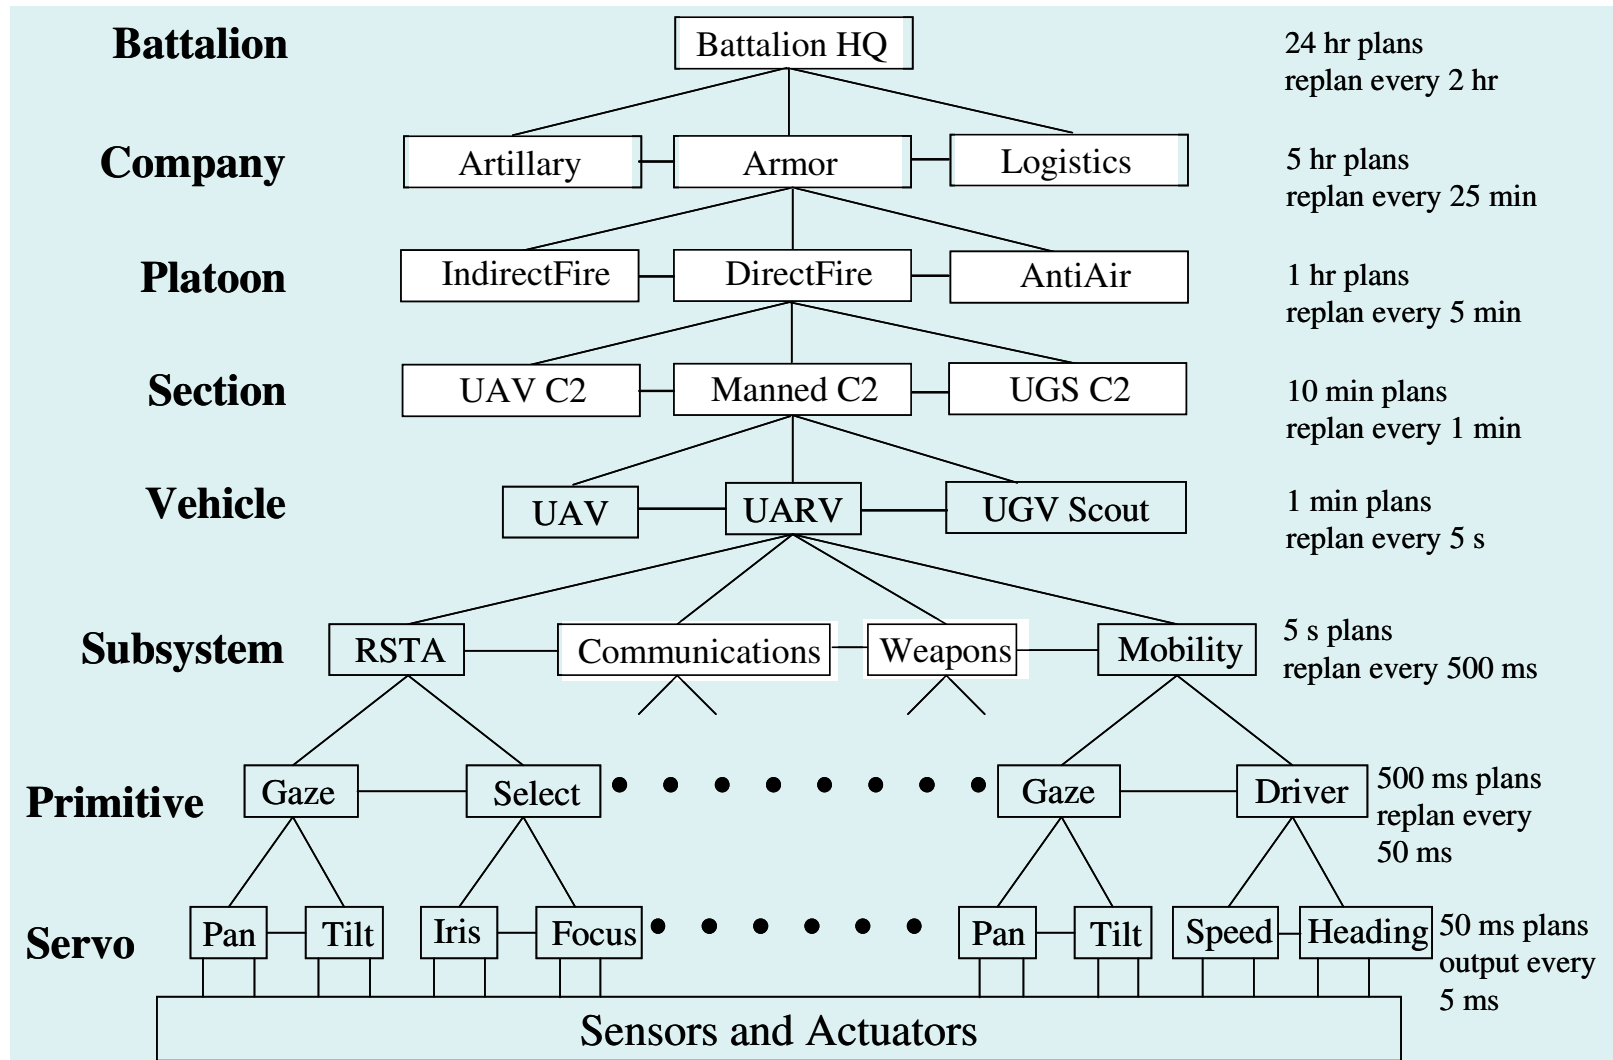 Battalion
Battalion HQ
24 hr plans
replan every 2 hr
Company
Artillary
Armor
Logistics
5 hr plans
replan every 25 min
Platoon
IndirectFire
DirectFire
AntiAir
1 hr plans
replan every 5 min
Section
UAV C2
Manned C2
UGS C2
10 min plans
replan every 1 min
Vehicle
UAV
UARV
UGV Scout
1 min plans
replan every 5 s
Subsystem
RSTA
Communications
Weapons
Mobility
5 s plans
replan every 500 ms
Primitive
Gaze
Select
Gaze
Driver
500 ms plans
replan every
50 ms
Servo
Pan
Tilt
Iris
Focus
Pan
Tilt
Speed
Heading
50 ms plans
output every
5 ms
Sensors and Actuators